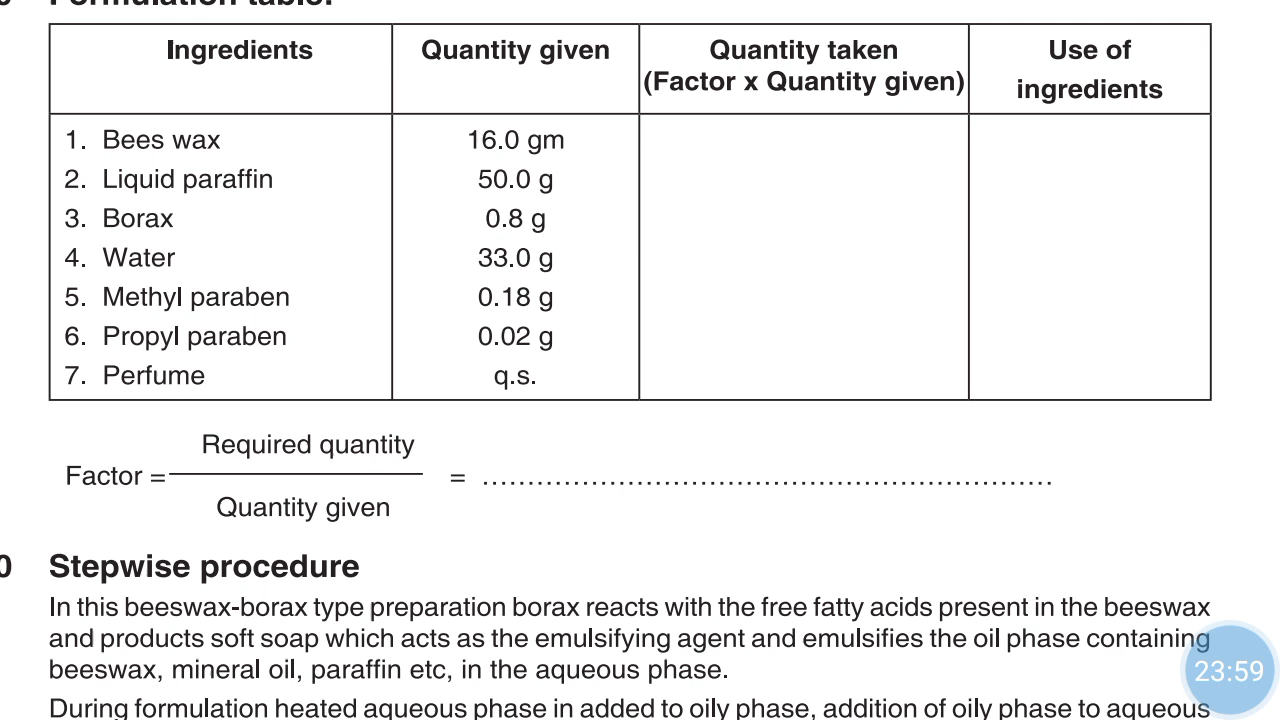 Formulation table:
Ingredients Quantity given Quantity taken (Factor x Quantity given) Use of ingredients
1. Bees wax 16.0 gm
2. Liquid paraffin 50.0 g
3. Borax 0.8 g
4. Water 33.0 g
5. Methyl paraben 0.18 g
6. Propyl paraben 0.02 g
7. Perfume q.s.
Required quantity
Factor = = ................................................................
Quantity given
0 Stepwise procedure
In this beeswax-borax type preparation borax reacts with the free fatty acids present in the beeswax
and products soft soap which acts as the emulsifying agent and emulsifies the oil phase containing
beeswax, mineral oil, paraffin etc, in the aqueous phase.
23:59
During formulation heated aqueous phase in added to oily phase, addition of oily phase to aqueous